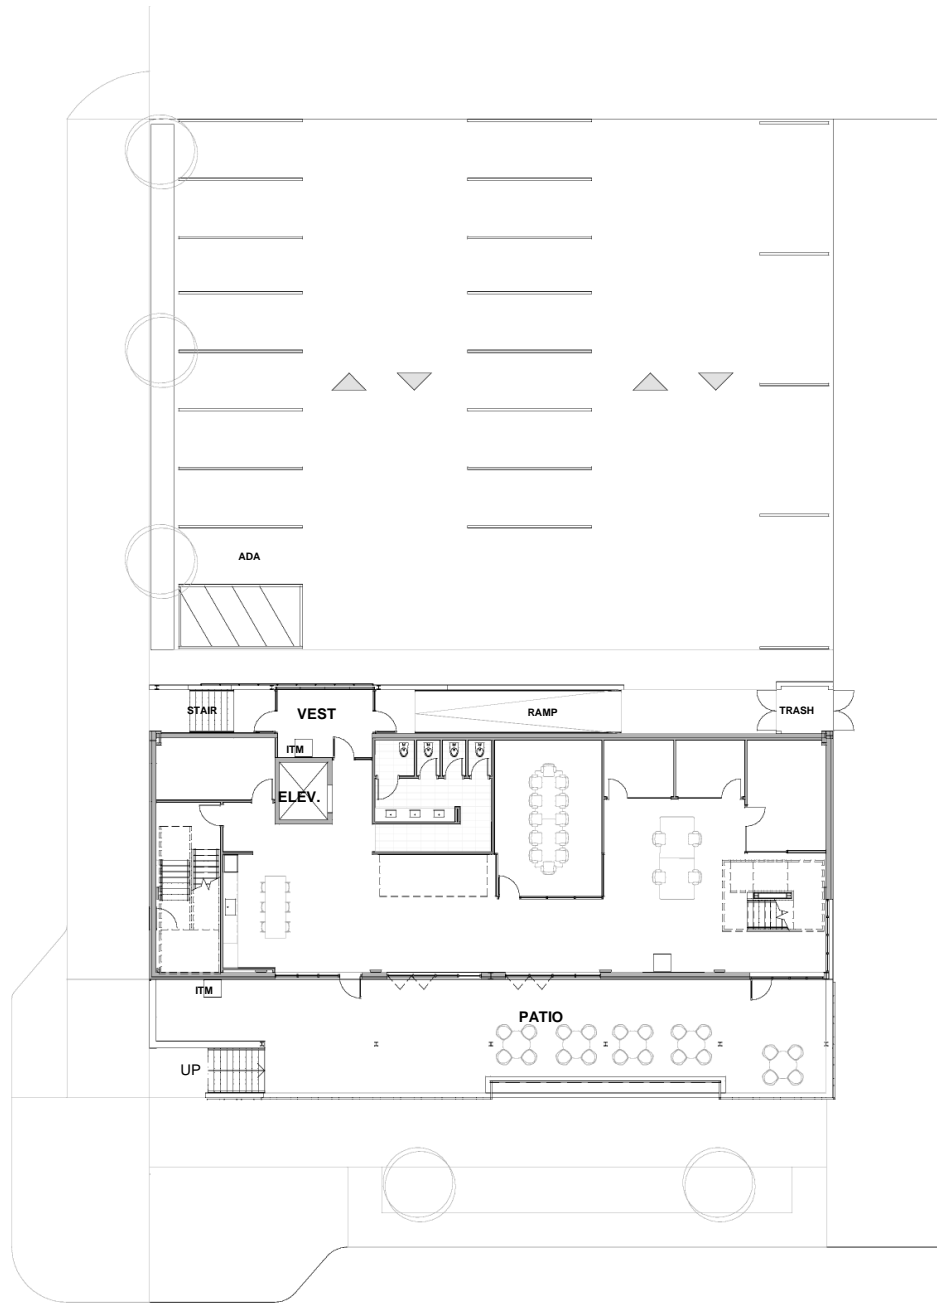 ADA
STAIR
VEST
RAMP
TRASH
ITM
ELEV.
ITM
PATIO
UP